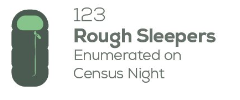 123
Rough Sleepers
Enumerated on
Census Night